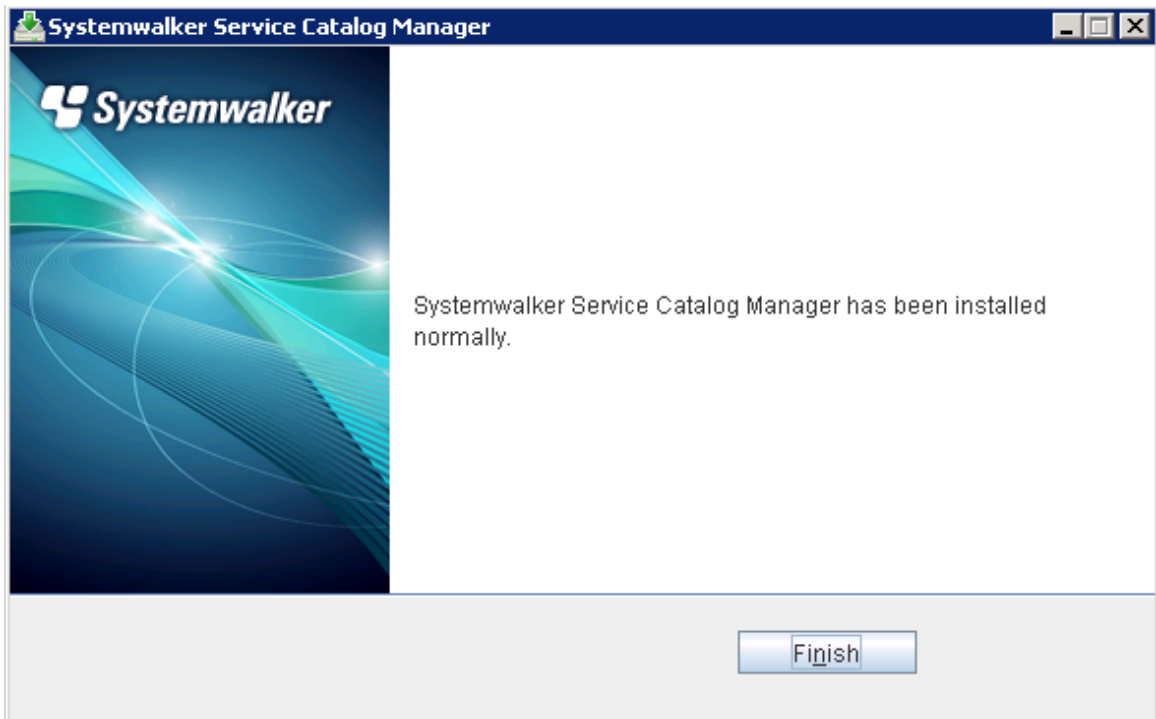 Systemwalker Service Catalog Manager
Systemwalker
Systemwalker Service Catalog Manager has been installed
normally.
Finish